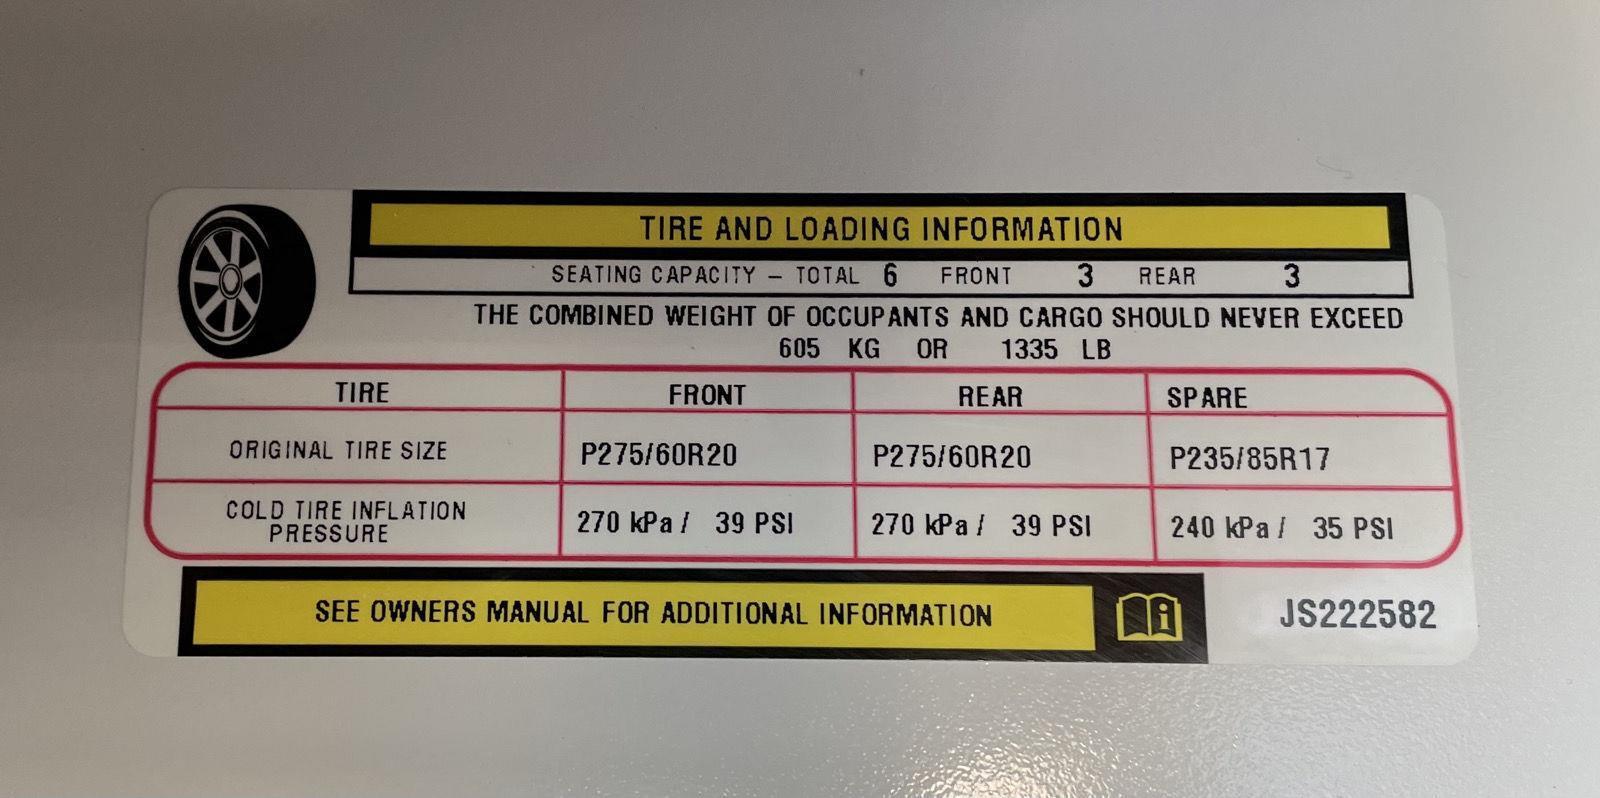 TIRE AND LOADING INFORMATION
SEATING CAPACITY – TOTAL 6 FRONT 3 REAR 3
THE COMBINED WEIGHT OF OCCUPANTS AND CARGO SHOULD NEVER EXCEED
605 KG OR 1335 LB
TIRE FRONT REAR SPARE
ORIGINAL TIRE SIZE P275/60R20 P275/60R20 P235/85R17
COLD TIRE INFLATION
PRESSURE 270 kPa / 39 PSI 270 kPa / 39 PSI 240 kPa / 35 PSI
SEE OWNERS MANUAL FOR ADDITIONAL INFORMATION i JS222582